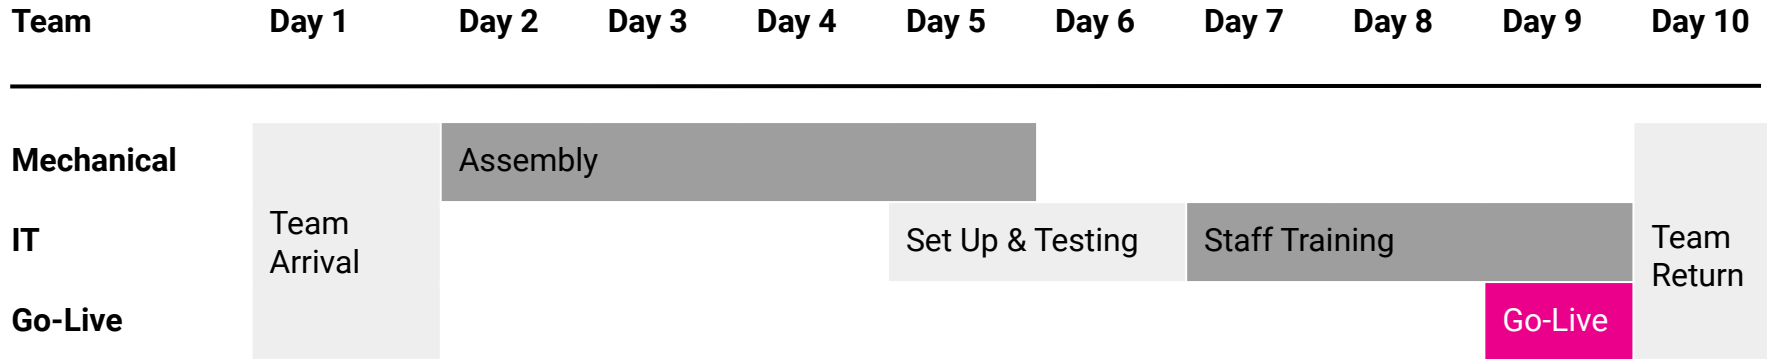 Team Day 1 Day 2 Day 3 Day 4 Day 5 Day 6 Day 7 Day 8 Day 9 Day 10
Mechanical
Assembly
Team
Arrival
IT
Set Up & Testing
Staff Training
Team
Return
Go-Live
Go-Live